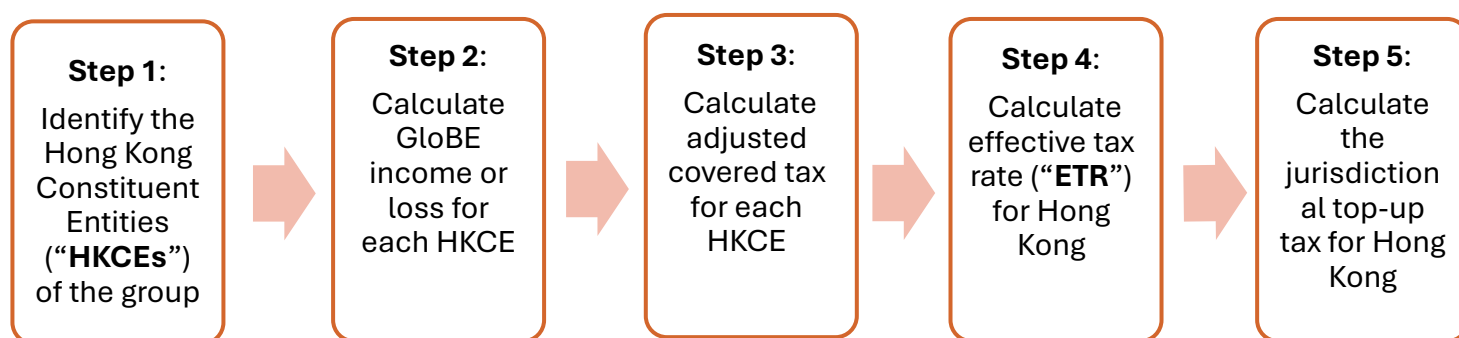 Step 1:
Identify the
Hong Kong
Constituent
Entities
(“HKCEs”)
of the group
Step 2:
Calculate
GloBE
income or
loss for
each HKCE
Step 3:
Calculate
adjusted
covered tax
for each
HKCE
Step 4:
Calculate
effective tax
rate (“ETR”)
for Hong
Kong
Step 5:
Calculate
the
jurisdiction
al top-up
tax for Hong
Kong